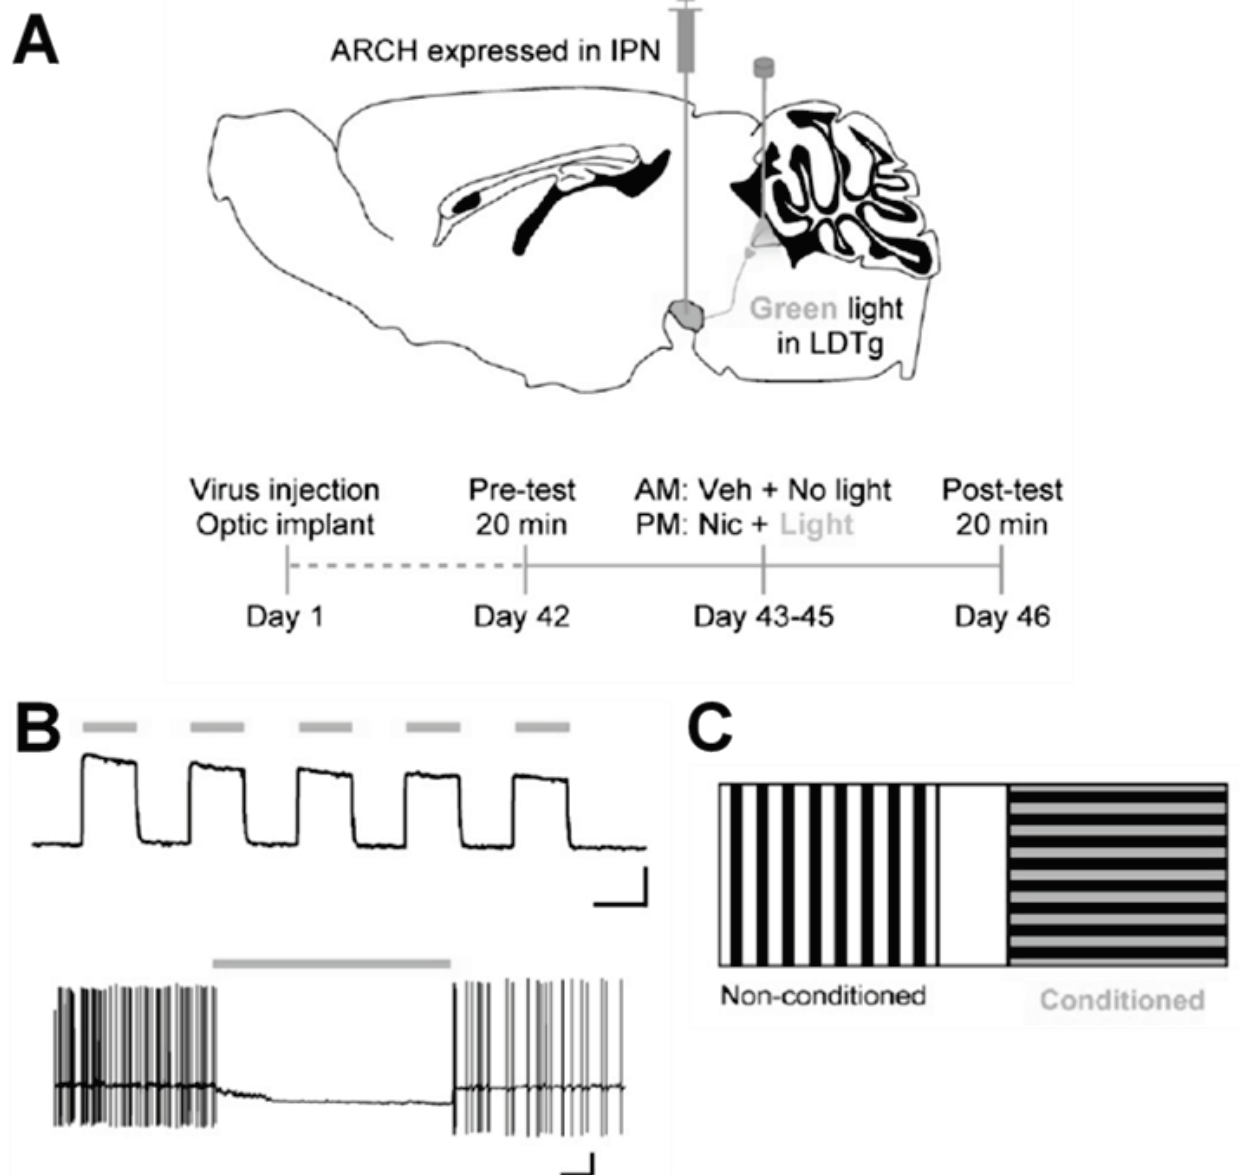 A
ARCH expressed in IPN
Green light
in LDTg
Virus injection
Optic implant
Pre-test
20 min
AM: Veh + No light
PM: Nic + Light
Post-test
20 min
Day 1
Day 42
Day 43-45
Day 46
B
C
Non-conditioned
Conditioned